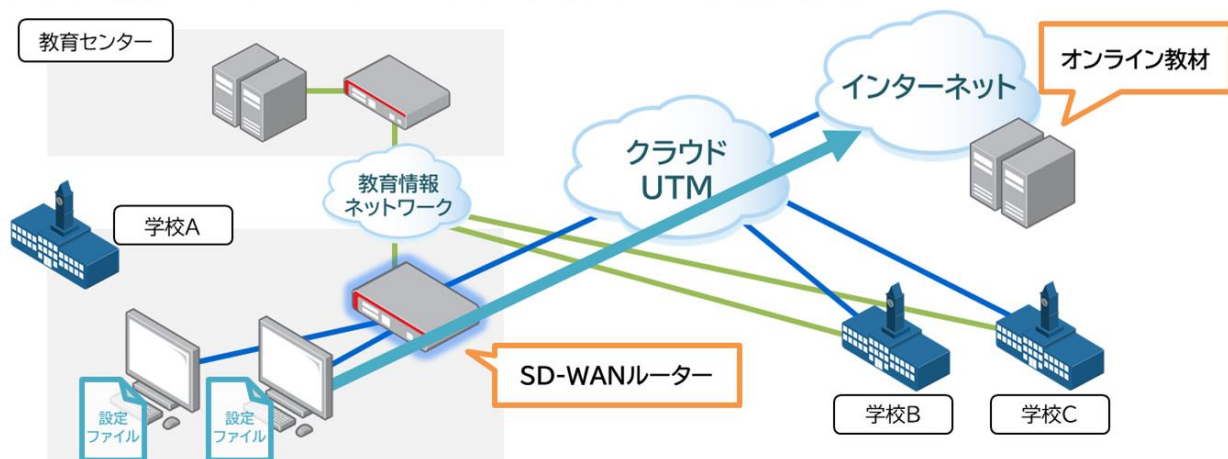 教育センター
オンライン教材
インターネット
クラウド
UTM
教育情報
ネットワーク
学校A
SD-WANルーター
設定
ファイル
設定
ファイル
学校B
学校C